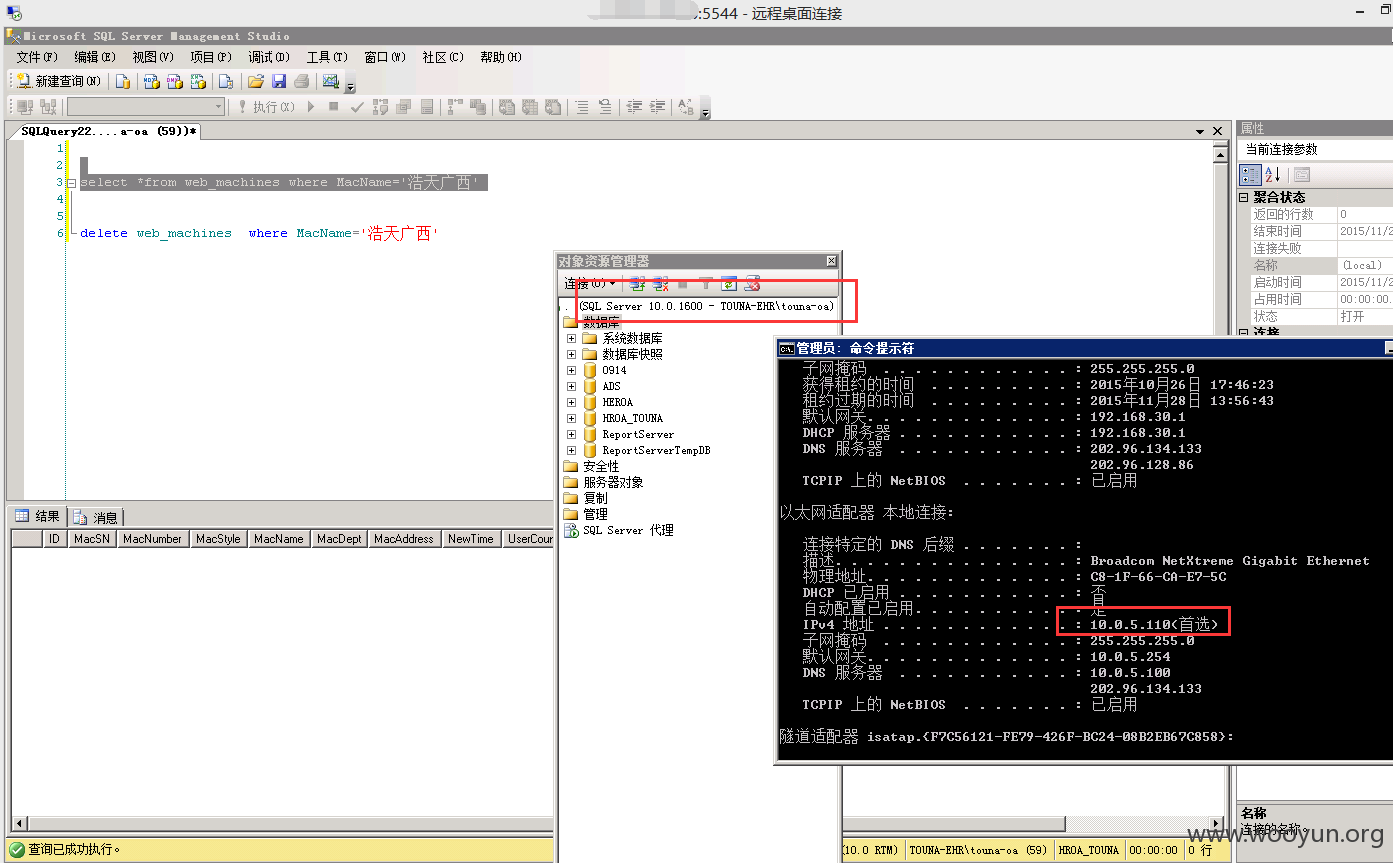 :5544 - 远程桌面连接
Microsoft SQL Server Management Studio
文件(F) 编辑(E) 视图(V) 项目(P) 调试(D) 工具(T) 窗口(W) 社区(C) 帮助(H)
新建查询(N)
执行(X)
SQLQuery22....a-oa (59))*
1
2
3 select *from web_machines where MacName='浩天广西'
4
5
6 delete web_machines where MacName='浩天广西'
属性
当前连接参数
聚合状态
返回的行数 0
结束时间 2015/11/2
连接失败
名称 (local)
启动时间 2015/11/2
占用时间 00:00:00.
状态 打开
连接
对象资源管理器
连接(O)
(SQL Server 10.0.1600 - TOUNA-EHR\touna-oa)
数据库
系统数据库
数据库快照
0914
ADS
HEROA
HROA_TOUNA
ReportServer
ReportServerTempDB
安全性
服务器对象
复制
管理
SQL Server 代理
管理员: 命令提示符
子网掩码 . . . . . . . . . . . . : 255.255.255.0
获得租约的时间 . . . . . . . . . : 2015年10月26日 17:46:23
租约过期的时间 . . . . . . . . . : 2015年11月28日 13:56:43
默认网关. . . . . . . . . . . . . : 192.168.30.1
DHCP 服务器 . . . . . . . . . . . : 192.168.30.1
DNS 服务器 . . . . . . . . . . . : 202.96.134.133
202.96.128.86
TCPIP 上的 NetBIOS . . . . . . . : 已启用
以太网适配器 本地连接:
连接特定的 DNS 后缀 . . . . . . . :
描述. . . . . . . . . . . . . . . : Broadcom NetXtreme Gigabit Ethernet
物理地址. . . . . . . . . . . . . : C8-1F-66-CA-E7-5C
DHCP 已启用 . . . . . . . . . . . : 否
自动配置已启用. . . . . . . . . . : 是
IPv4 地址 . . . . . . . . . . . . : 10.0.5.110(首选)
子网掩码 . . . . . . . . . . . . : 255.255.255.0
默认网关. . . . . . . . . . . . . : 10.0.5.254
DNS 服务器 . . . . . . . . . . . : 10.0.5.100
202.96.134.133
TCPIP 上的 NetBIOS . . . . . . . : 已启用
隧道适配器 isatap.{F7C56121-FE79-426F-BC24-08B2EB67C858}:
结果 消息
ID MacSN MacNumber MacStyle MacName MacDept MacAddress NewTime UserCour
名称
连接的名称。
www.wooyun.org
查询已成功执行。
(10.0 RTM) TOUNA-EHR\touna-oa (59) HROA_TOUNA 00:00:00 0 行